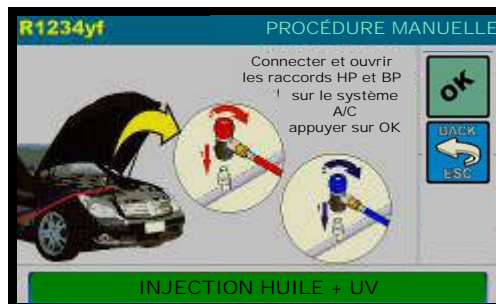 R1234yf
PROCÉDURE MANUELLE
Connecter et ouvrir
les raccords HP et BP
sur le système
A/C
appuyer sur OK
OK
BACK
ESC
INJECTION HUILE + UV